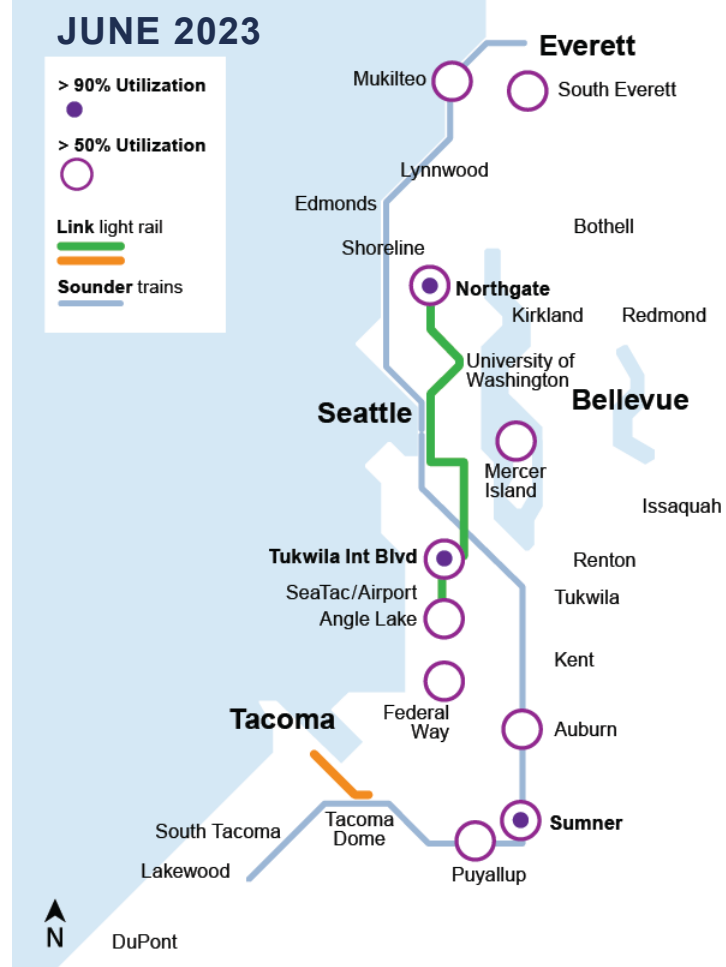 JUNE 2023
> 90% Utilization
> 50% Utilization
Link light rail
Sounder trains
Everett
Mukilteo
South Everett
Lynnwood
Edmonds
Bothell
Shoreline
Northgate
Kirkland
Redmond
University of
Washington
Bellevue
Seattle
Mercer
Island
Issaquah
Tukwila Int Blvd
Renton
SeaTac/Airport
Tukwila
Angle Lake
Kent
Federal
Way
Tacoma
Auburn
Tacoma
Dome
South Tacoma
Sumner
Lakewood
Puyallup
N
DuPont